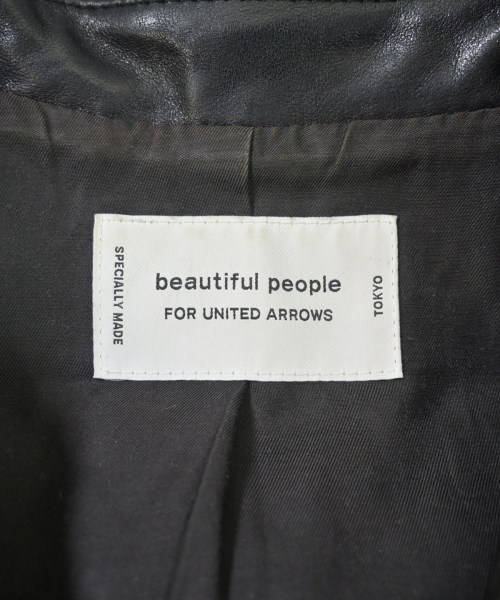 SPECIALLY MADE
beautiful people
FOR UNITED ARROWS
TOKYO